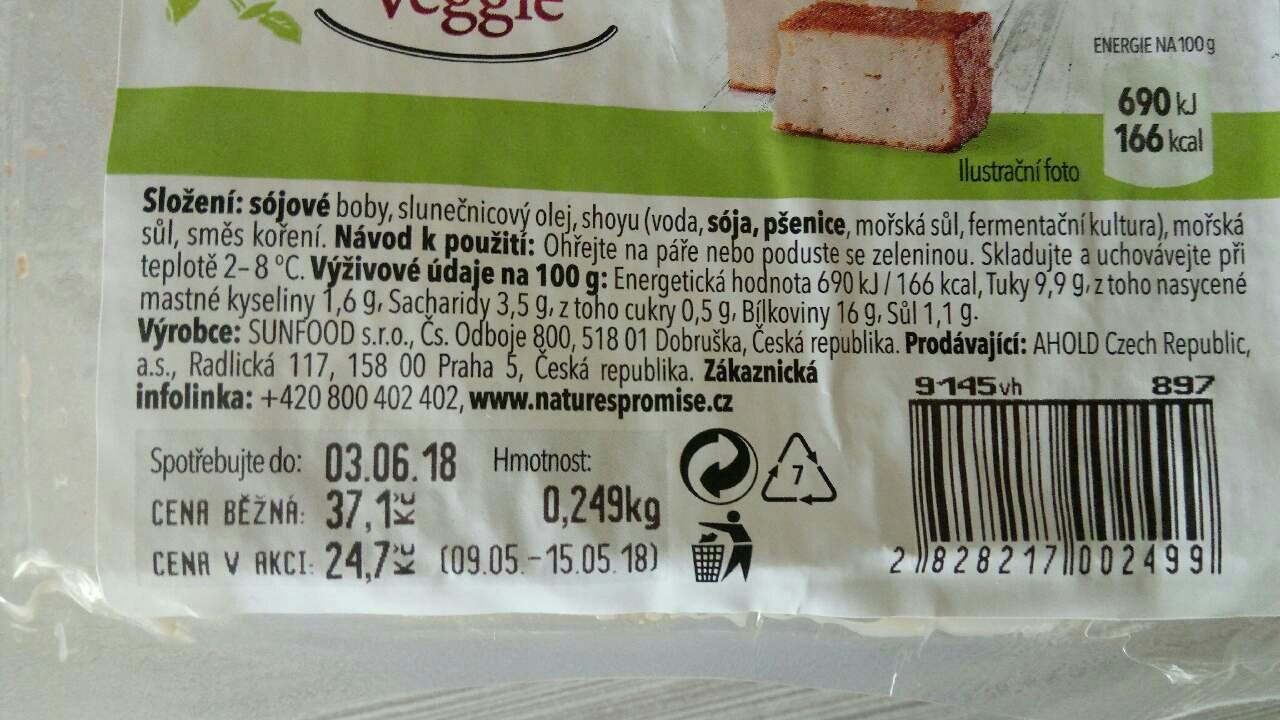 veggie
ENERGIE NA 100 g
690 kJ
166 kcal
Ilustrační foto
Složení: sójové boby, slunečnicový olej, shoyu (voda, sója, pšenice, mořská sůl, fermentační kultura), mořská
sůl, směs koření. Návod k použití: Ohřejte na páře nebo poduste se zeleninou. Skladujte a uchovávejte při
teplotě 2–8 °C. Výživové údaje na 100 g: Energetická hodnota 690 kJ / 166 kcal, Tuky 9,9 g, z toho nasycené
mastné kyseliny 1,6 g, Sacharidy 3,5 g, z toho cukry 0,5 g, Bílkoviny 16 g, Sůl 1,1 g.
Výrobce: SUNFOOD s.r.o., Čs. Odboje 800, 518 01 Dobruška, Česká republika. Prodávající: AHOLD Czech Republic,
a.s., Radlická 117, 158 00 Praha 5, Česká republika. Zákaznická
infolinka: +420 800 402 402, www.naturespromise.cz
9145vh 897
Spotřebujte do: 03.06.18 Hmotnost:
CENA BĚŽNÁ: 37,1Kč 0,249kg
CENA V AKCI: 24,7Kč (09.05.-15.05.18)
7
2 828217 002499